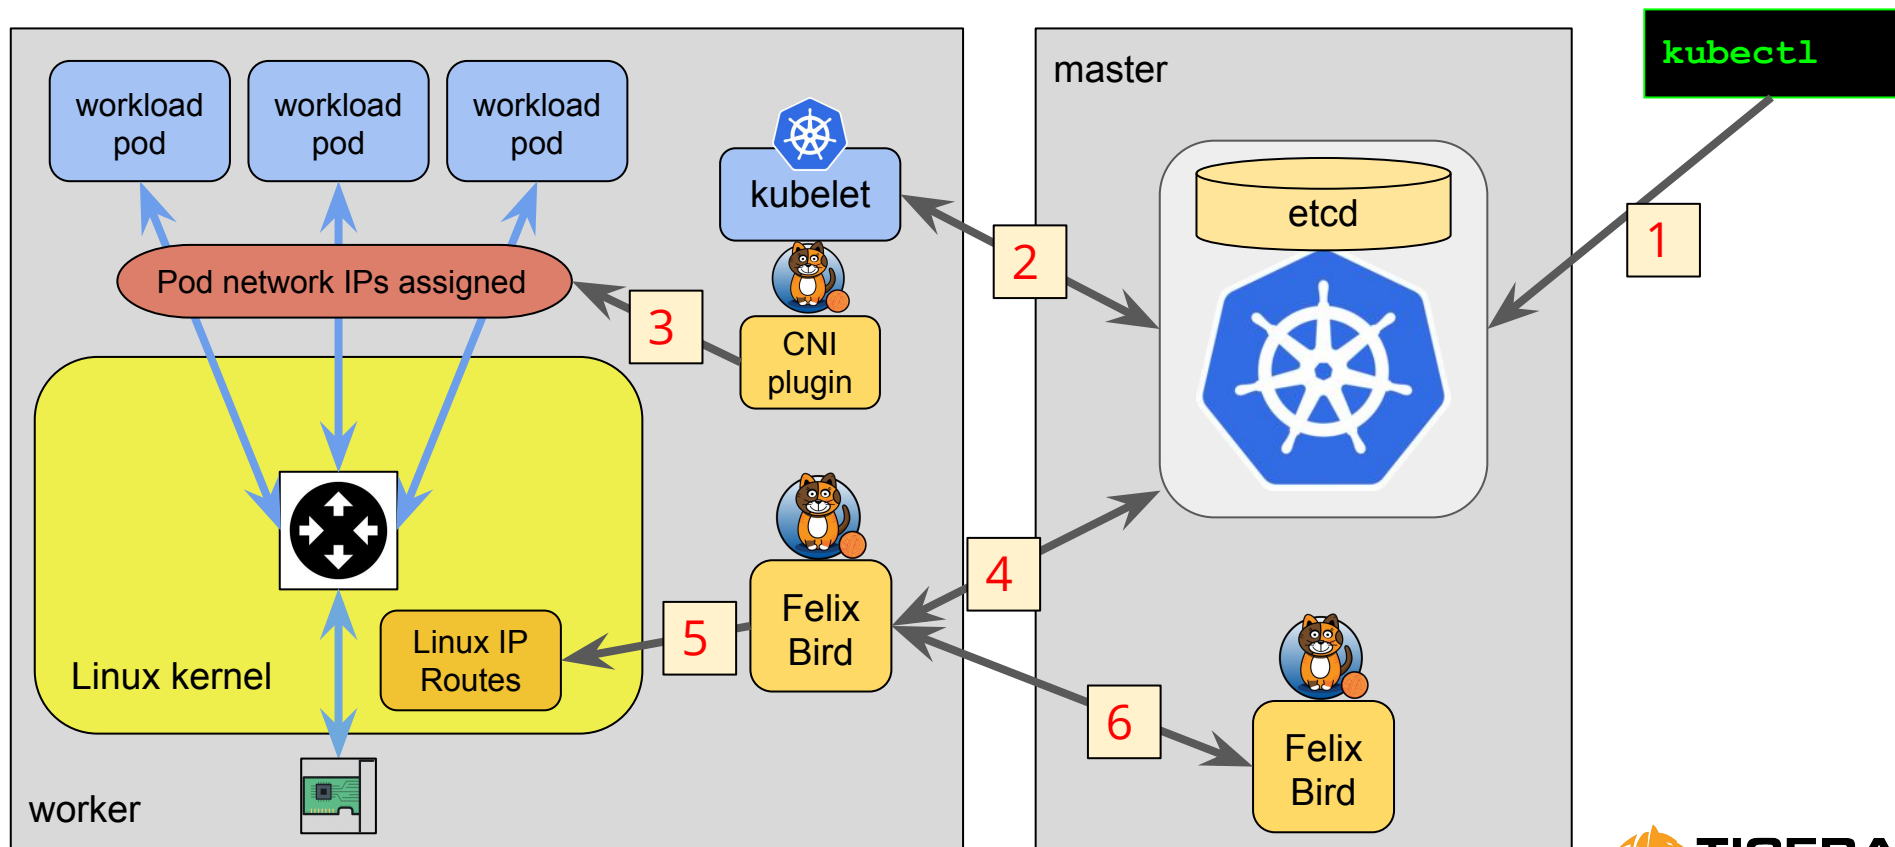 kubectl
master
workload
pod
workload
pod
workload
pod
kubelet
etcd
1
2
Pod network IPs assigned
3
CNI
plugin
4
Felix
Bird
5
Linux IP
Routes
Linux kernel
6
Felix
Bird
worker
TIGERA